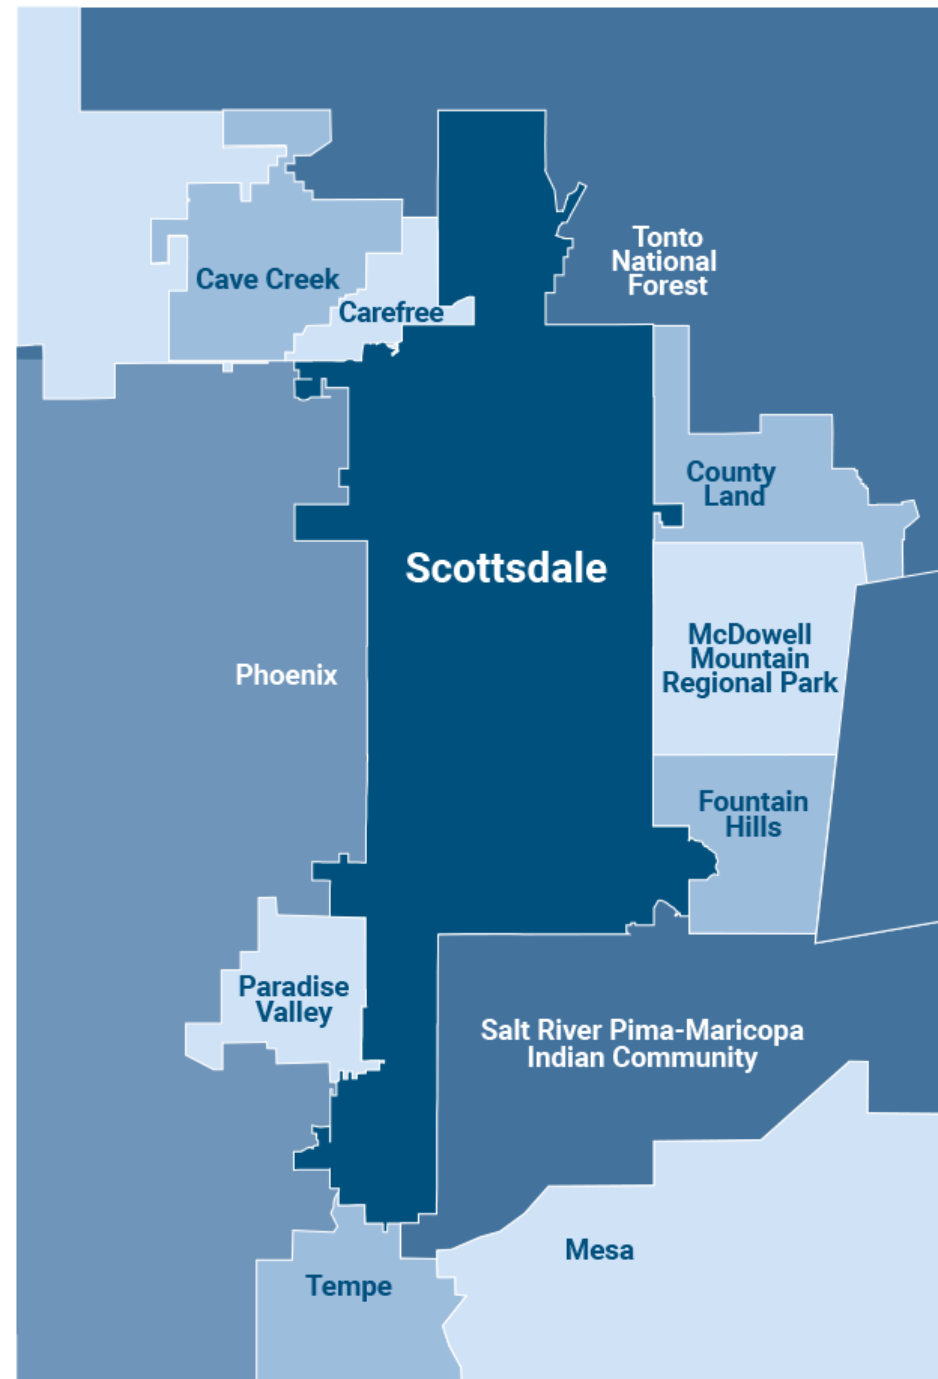 Tonto
National
Forest
Cave Creek
Carefree
County
Land
Scottsdale
McDowell
Mountain
Regional Park
Phoenix
Fountain
Hills
Paradise
Valley
Salt River Pima-Maricopa
Indian Community
Mesa
Tempe